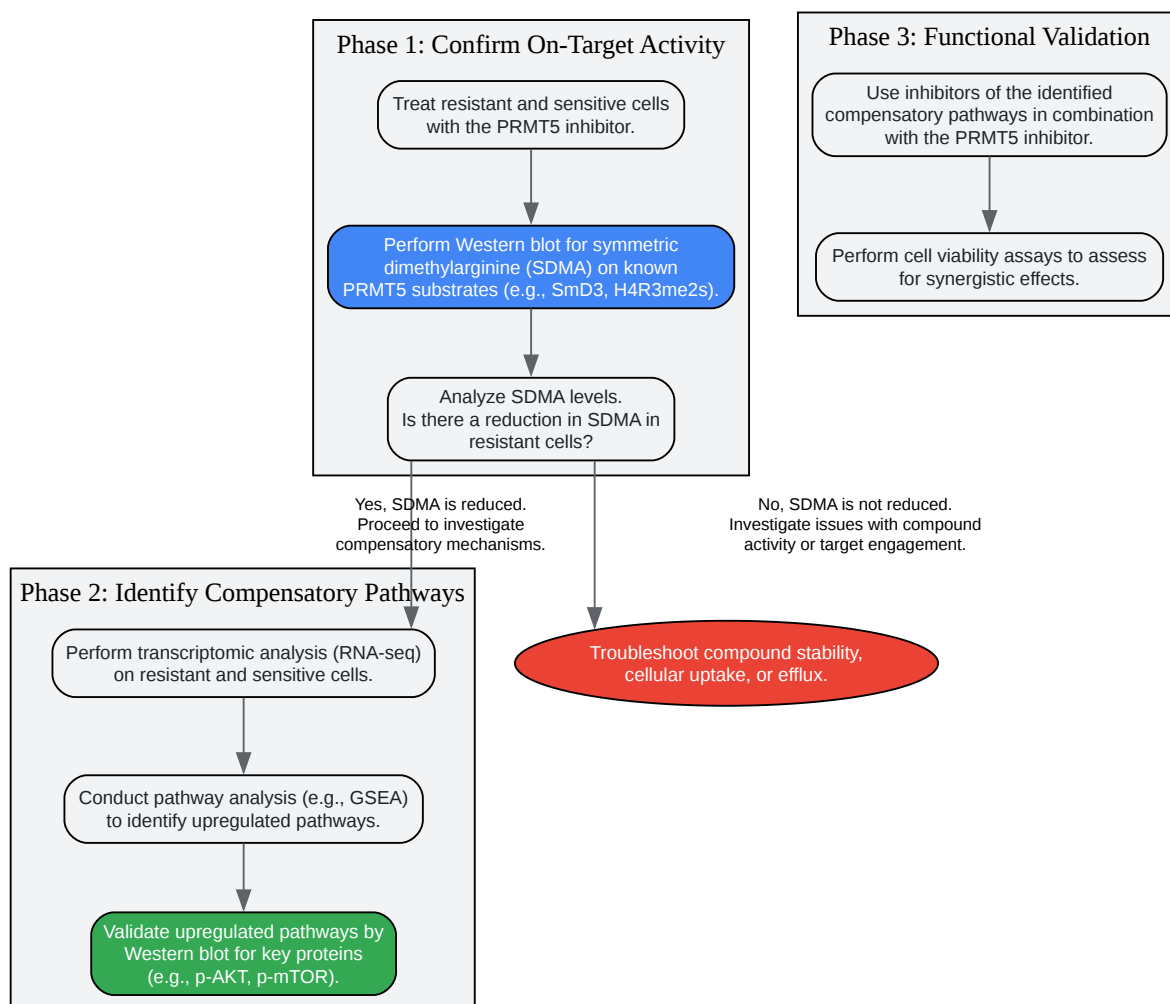 Phase 1: Confirm On-Target Activity
Treat resistant and sensitive cells
with the PRMT5 inhibitor.
Perform Western blot for symmetric
dimethylarginine (SDMA) on known
PRMT5 substrates (e.g., SmD3, H4R3me2s).
Analyze SDMA levels.
Is there a reduction in SDMA in
resistant cells?
Yes, SDMA is reduced.
Proceed to investigate
compensatory mechanisms.
No, SDMA is not reduced.
Investigate issues with compound
activity or target engagement.
Phase 2: Identify Compensatory Pathways
Perform transcriptomic analysis (RNA-seq)
on resistant and sensitive cells.
Conduct pathway analysis (e.g., GSEA)
to identify upregulated pathways.
Validate upregulated pathways by
Western blot for key proteins
(e.g., p-AKT, p-mTOR).
Troubleshoot compound stability,
cellular uptake, or efflux.
Phase 3: Functional Validation
Use inhibitors of the identified
compensatory pathways in combination
with the PRMT5 inhibitor.
Perform cell viability assays to assess
for synergistic effects.